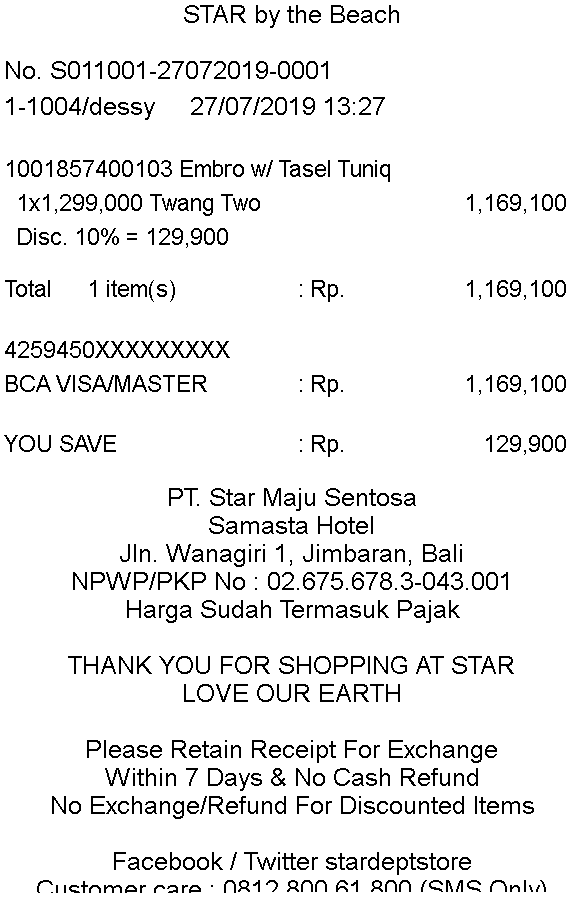 STAR by the Beach
No. S011001-27072019-0001
1-1004/dessy 27/07/2019 13:27
1001857400103 Embro w/ Tasel Tuniq
1x1,299,000 Twang Two 1,169,100
Disc. 10% = 129,900
Total 1 item(s) : Rp. 1,169,100
4259450XXXXXXXXX
BCA VISA/MASTER : Rp. 1,169,100
YOU SAVE : Rp. 129,900
PT. Star Maju Sentosa
Samasta Hotel
Jln. Wanagiri 1, Jimbaran, Bali
NPWP/PKP No : 02.675.678.3-043.001
Harga Sudah Termasuk Pajak
THANK YOU FOR SHOPPING AT STAR
LOVE OUR EARTH
Please Retain Receipt For Exchange
Within 7 Days & No Cash Refund
No Exchange/Refund For Discounted Items
Facebook / Twitter stardeptstore
Customer care : 0812 800 61 800 (SMS Only)